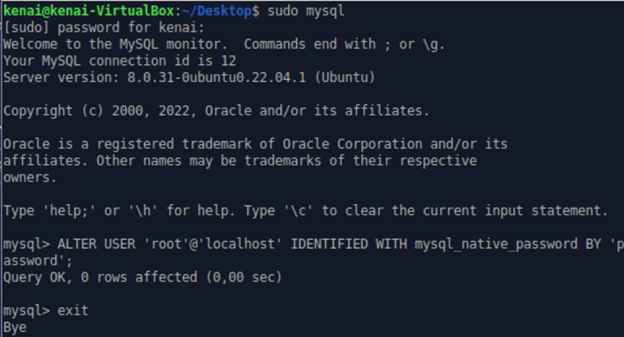 kenai@kenai-VirtualBox:~/Desktop$ sudo mysql
[sudo] password for kenai:
Welcome to the MySQL monitor.  Commands end with ; or \g.
Your MySQL connection id is 12
Server version: 8.0.31-0ubuntu0.22.04.1 (Ubuntu)

Copyright (c) 2000, 2022, Oracle and/or its affiliates.

Oracle is a registered trademark of Oracle Corporation and/or its
affiliates. Other names may be trademarks of their respective
owners.

Type 'help;' or '\h' for help. Type '\c' to clear the current input statement.

mysql> ALTER USER 'root'@'localhost' IDENTIFIED WITH mysql_native_password BY 'p
assword';
Query OK, 0 rows affected (0,00 sec)

mysql> exit
Bye